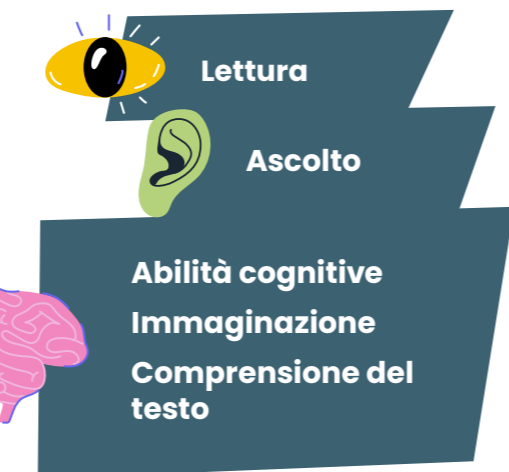 Lettura
Ascolto
Abilità cognitive
Immaginazione
Comprensione del
testo